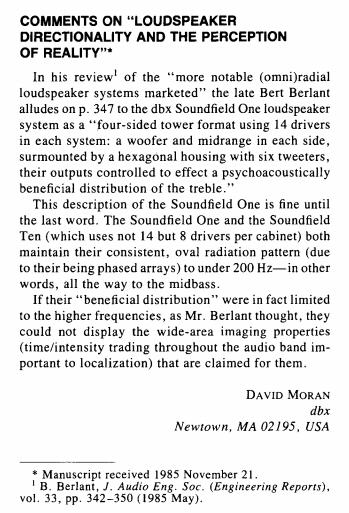 COMMENTS ON “LOUDSPEAKER
DIRECTIONALITY AND THE PERCEPTION
OF REALITY”*
In his review¹ of the “more notable (omni)radial
loudspeaker systems marketed” the late Bert Berlant
alludes on p. 347 to the dbx Soundfield One loudspeaker
system as a “four-sided tower format using 14 drivers
in each system: a woofer and midrange in each side,
surmounted by a hexagonal housing with six tweeters,
their outputs controlled to effect a psychoacoustically
beneficial distribution of the treble.”
This description of the Soundfield One is fine until
the last word. The Soundfield One and the Soundfield
Ten (which uses not 14 but 8 drivers per cabinet) both
maintain their consistent, oval radiation pattern (due
to their being phased arrays) to under 200 Hz—in other
words, all the way to the midbass.
If their “beneficial distribution” were in fact limited
to the higher frequencies, as Mr. Berlant thought, they
could not display the wide-area imaging properties
(time/intensity trading throughout the audio band im-
portant to localization) that are claimed for them.
DAVID MORAN
dbx
Newtown, MA 02195, USA
* Manuscript received 1985 November 21.
¹ B. Berlant, J. Audio Eng. Soc. (Engineering Reports),
vol. 33, pp. 342–350 (1985 May).